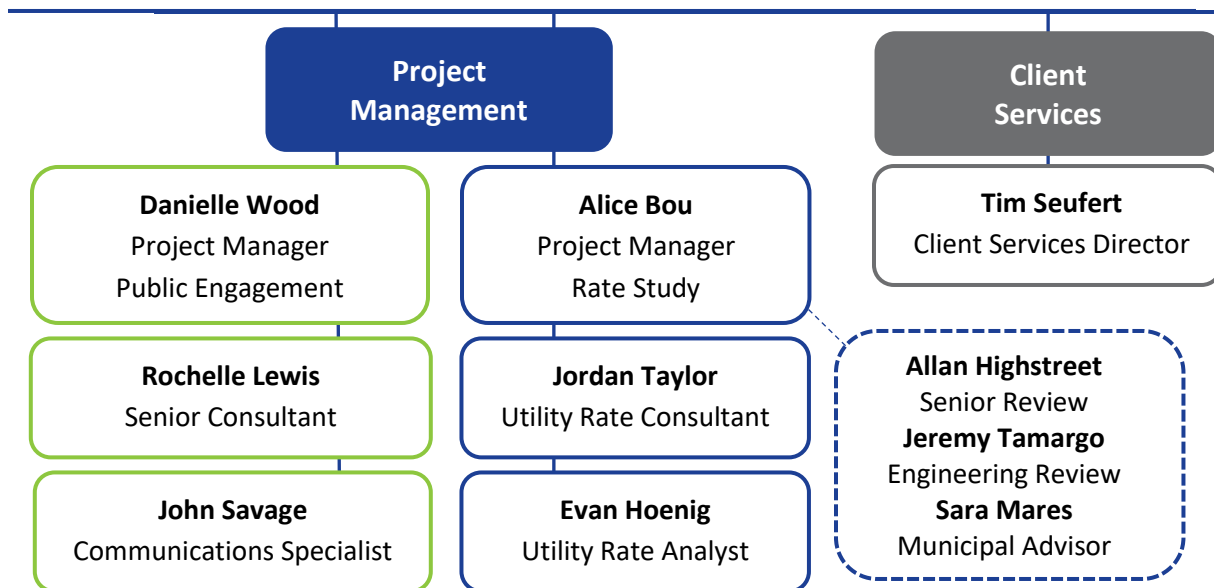 Project
Management
Client
Services
Danielle Wood
Project Manager
Public Engagement
Alice Bou
Project Manager
Rate Study
Tim Seufert
Client Services Director
Rochelle Lewis
Senior Consultant
Jordan Taylor
Utility Rate Consultant
Allan Highstreet
Senior Review
Jeremy Tamargo
Engineering Review
Sara Mares
Municipal Advisor
John Savage
Communications Specialist
Evan Hoenig
Utility Rate Analyst